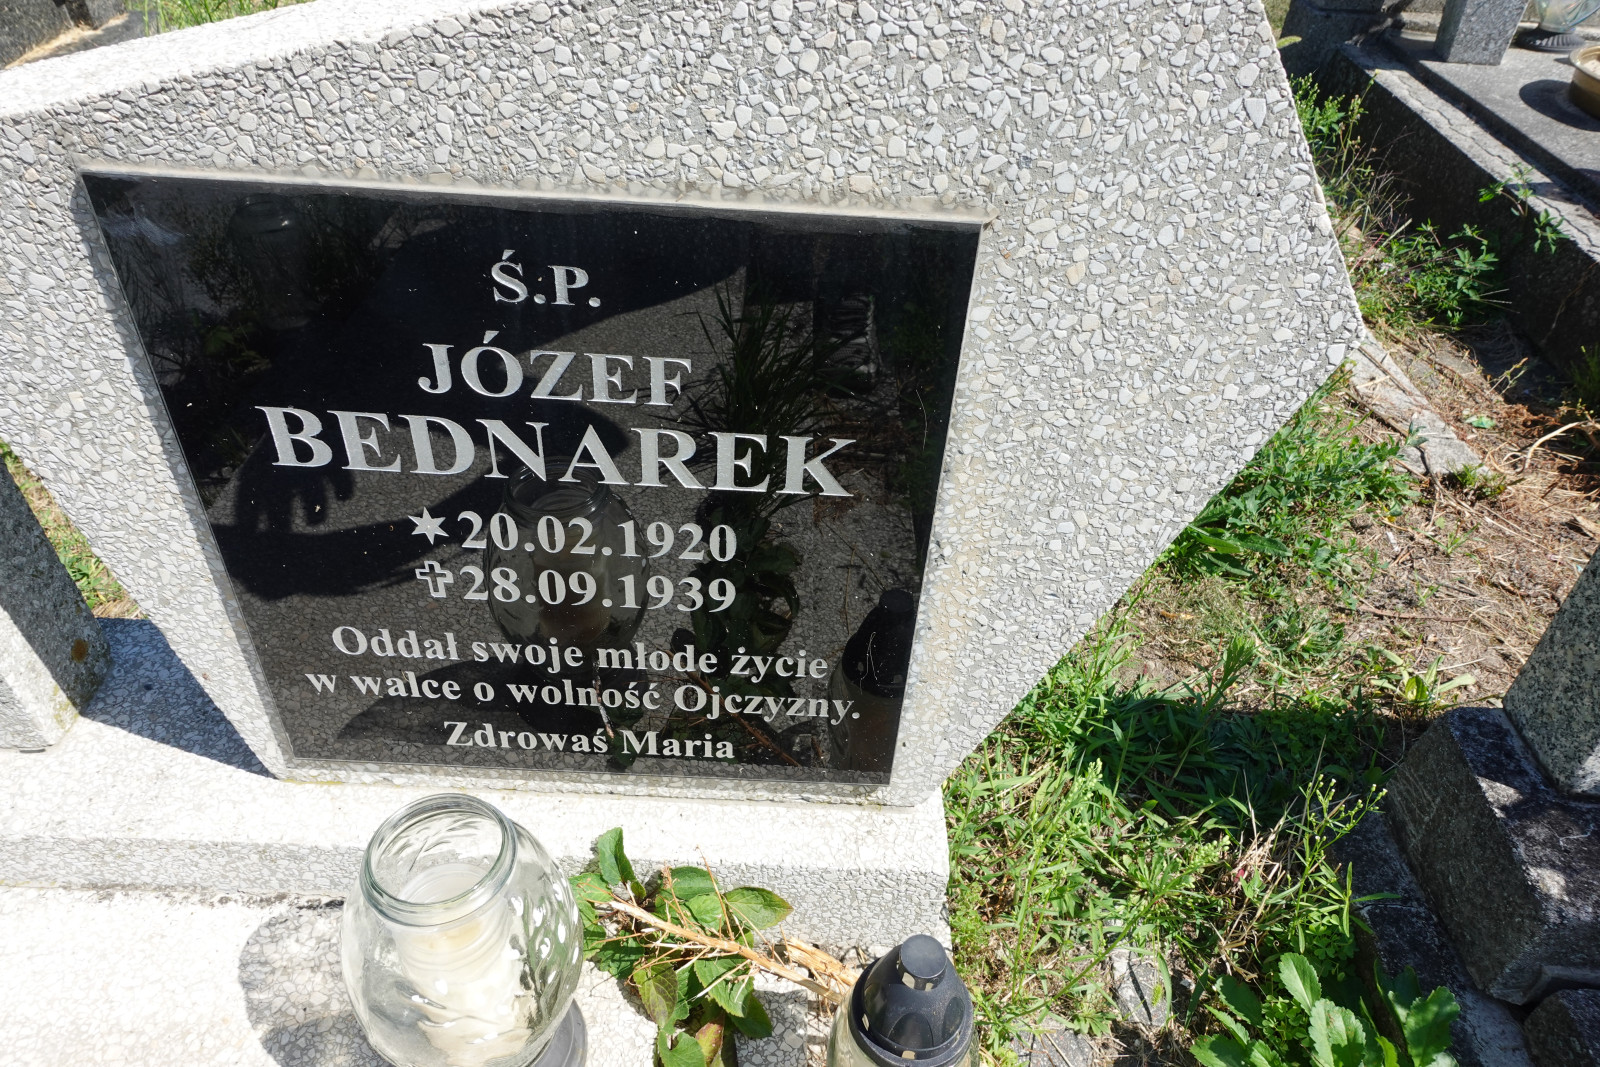 Ś.P.
JÓZEF
BEDNAREK
✶20.02.1920
✞28.09.1939
Oddał swoje młode życie
w walce o wolność Ojczyzny.
Zdrowaś Maria